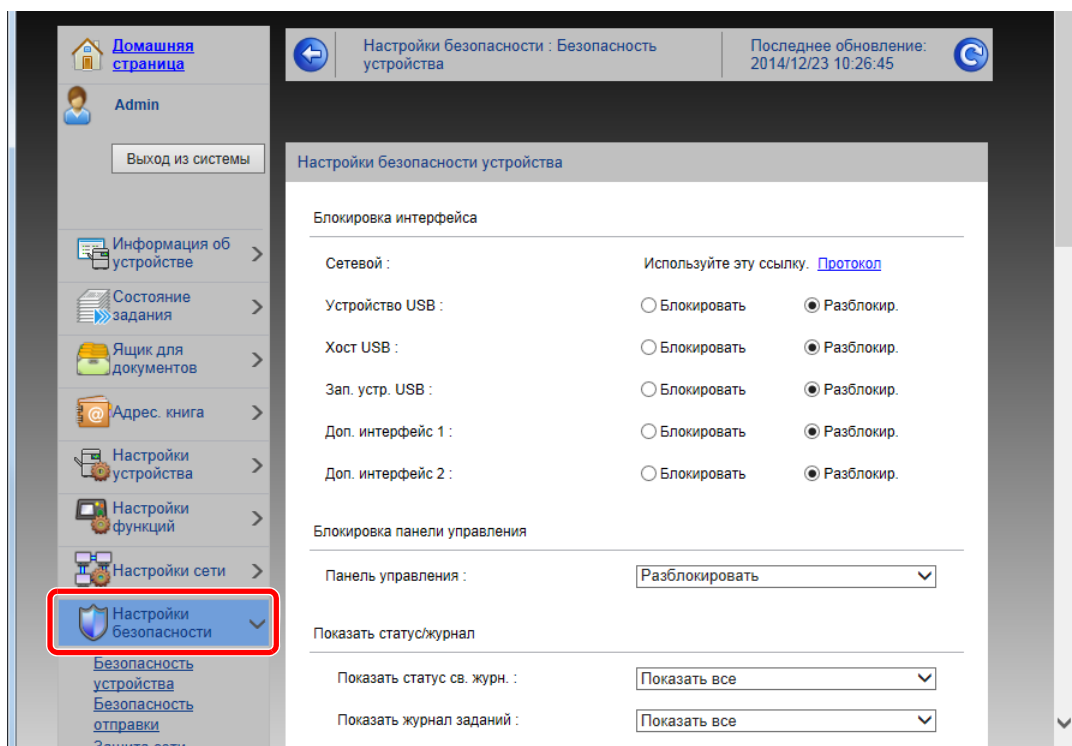 Домашняя
страница
Admin
Выход из системы
Информация об
устройстве
Состояние
задания
Ящик для
документов
Адрес. книга
Настройки
устройства
Настройки
функций
Настройки сети
Настройки
безопасности
Безопасность
устройства
Безопасность
отправки
Защита сети
Настройки безопасности : Безопасность
устройства
Последнее обновление:
2014/12/23 10:26:45
Настройки безопасности устройства
Блокировка интерфейса
Сетевой : Используйте эту ссылку. Протокол
Устройство USB : Блокировать Разблокир.
Хост USB : Блокировать Разблокир.
Зап. устр. USB : Блокировать Разблокир.
Доп. интерфейс 1 : Блокировать Разблокир.
Доп. интерфейс 2 : Блокировать Разблокир.
Блокировка панели управления
Панель управления : Разблокировать
Показать статус/журнал
Показать статус св. журн. : Показать все
Показать журнал заданий : Показать все